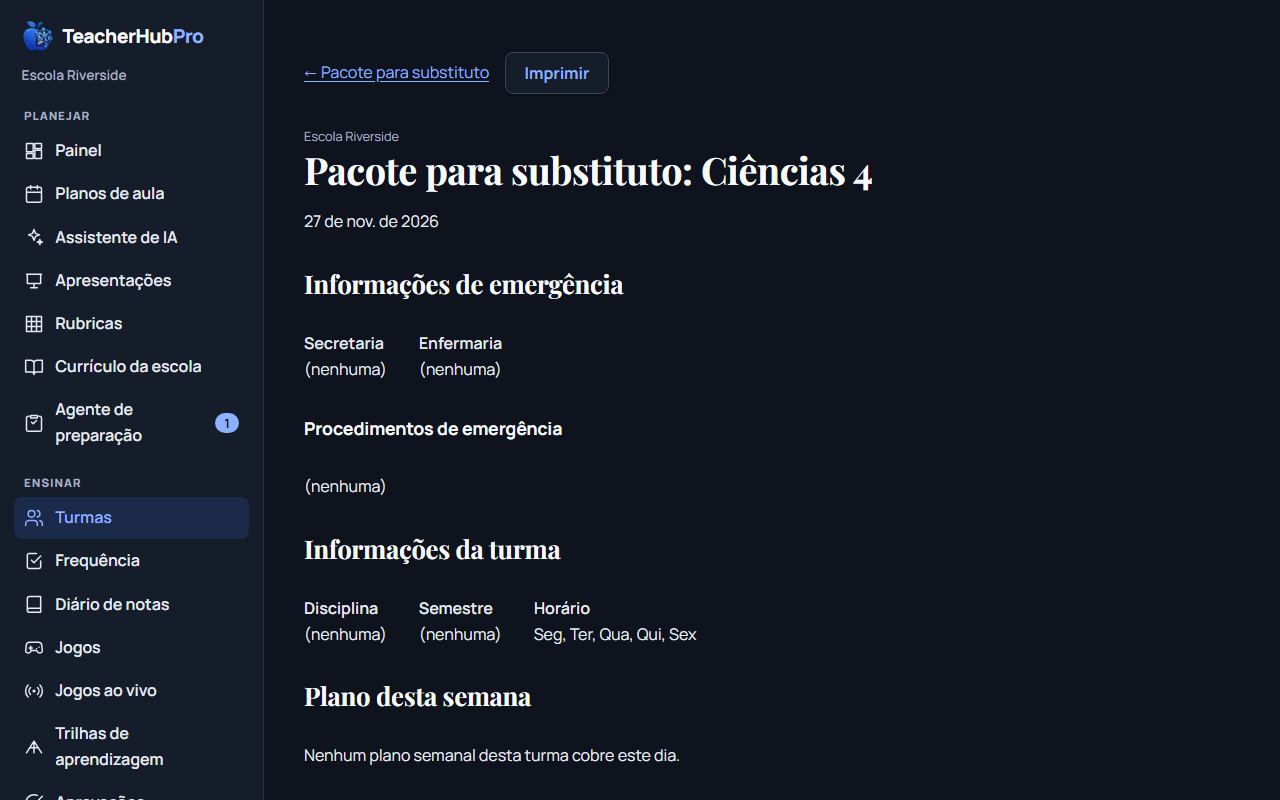 TeacherHubPro
Escola Riverside
PLANEJAR
Painel
Planos de aula
Assistente de IA
Apresentações
Rubricas
Currículo da escola
Agente de
preparação
1
ENSINAR
Turmas
Frequência
Diário de notas
Jogos
Jogos ao vivo
Trilhas de
aprendizagem
← Pacote para substituto
Imprimir
Escola Riverside
Pacote para substituto: Ciências 4
27 de nov. de 2026
Informações de emergência
Secretaria Enfermaria
(nenhuma) (nenhuma)
Procedimentos de emergência
(nenhuma)
Informações da turma
Disciplina Semestre Horário
(nenhuma) (nenhuma) Seg, Ter, Qua, Qui, Sex
Plano desta semana
Nenhum plano semanal desta turma cobre este dia.